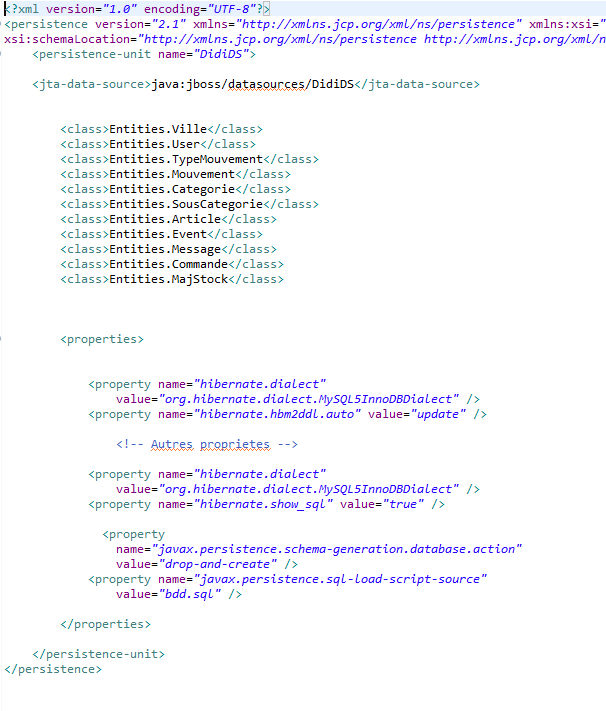 <?xml version="1.0" encoding="UTF-8"?>
<persistence version="2.1" xmlns="http://xmlns.jcp.org/xml/ns/persistence" xmlns:xsi="
xsi:schemaLocation="http://xmlns.jcp.org/xml/ns/persistence http://xmlns.jcp.org/xml/n
<persistence-unit name="DidiDS">
<jta-data-source>java:jboss/datasources/DidiDS</jta-data-source>
<class>Entities.Ville</class>
<class>Entities.User</class>
<class>Entities.TypeMouvement</class>
<class>Entities.Mouvement</class>
<class>Entities.Categorie</class>
<class>Entities.SousCategorie</class>
<class>Entities.Article</class>
<class>Entities.Event</class>
<class>Entities.Message</class>
<class>Entities.Commande</class>
<class>Entities.MajStock</class>
<properties>
<property name="hibernate.dialect"
value="org.hibernate.dialect.MySQL5InnoDBDialect" />
<property name="hibernate.hbm2ddl.auto" value="update" />
<!-- Autres proprietes -->
<property name="hibernate.dialect"
value="org.hibernate.dialect.MySQL5InnoDBDialect" />
<property name="hibernate.show_sql" value="true" />
<property
name="javax.persistence.schema-generation.database.action"
value="drop-and-create" />
<property name="javax.persistence.sql-load-script-source"
value="bdd.sql" />
</properties>
</persistence-unit>
</persistence>